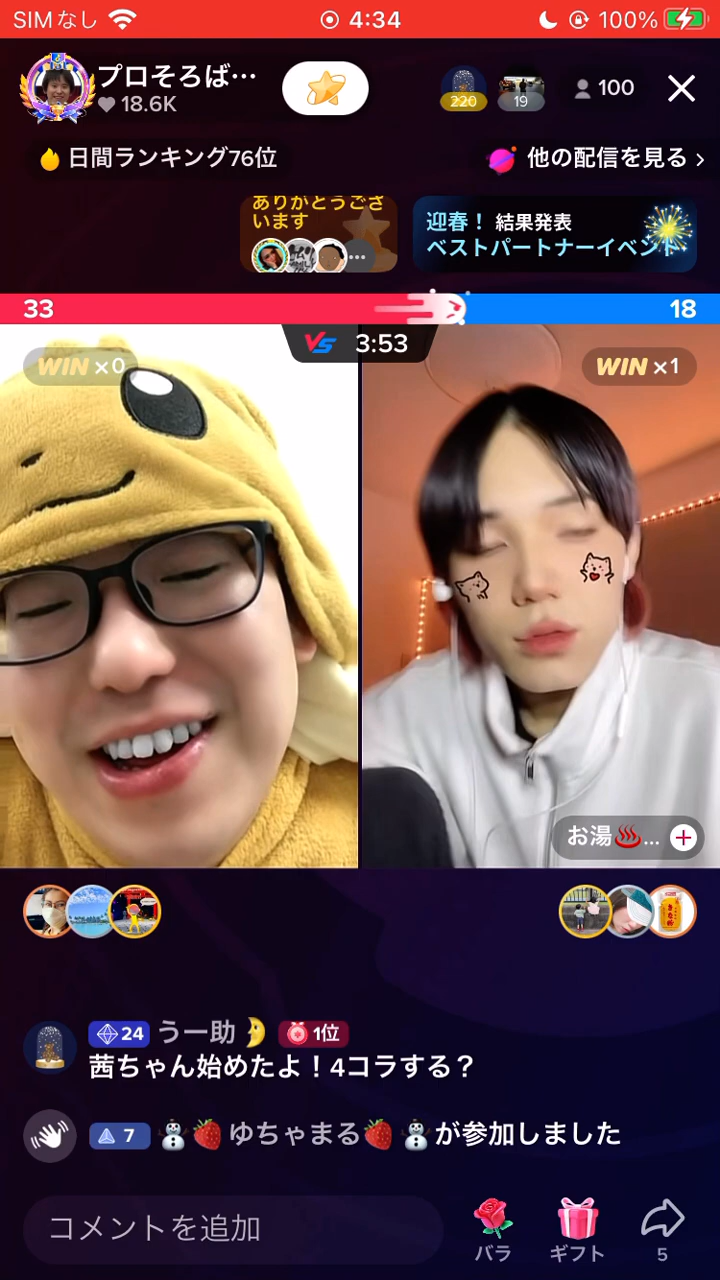 SIMなし 4:34 100%
プロそろば…
18.6K
220
19
100
日間ランキング76位
他の配信を見る
ありがとうござ
います
迎春！ 結果発表
ベストパートナーイベント
33
18
VS 3:53
WIN ×0
WIN ×1
お湯♨️...
24 うー助🌛 1位
茜ちゃん始めたよ！4コラする？
7 ⛄🍓ゆちゃまる🍓⛄が参加しました
コメントを追加
バラ
ギフト
5